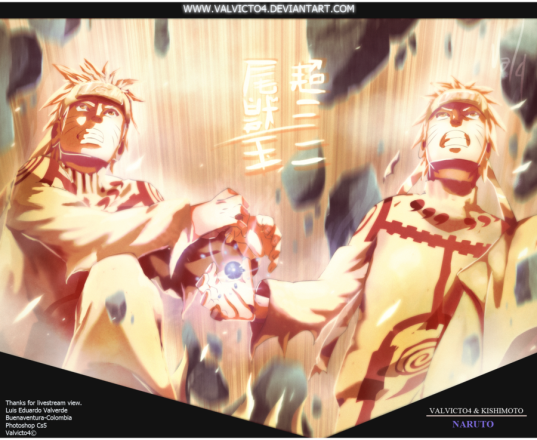 WWW.VALVICTO4.DEVIANTART.COM
超ミニ
尾獣玉
Thanks for livestream view.
Luis Eduardo Valverde
Buenaventura-Colombia
Photoshop Cs5
Valvicto4©
VALVICTO4 & KISHIMOTO
NARUTO